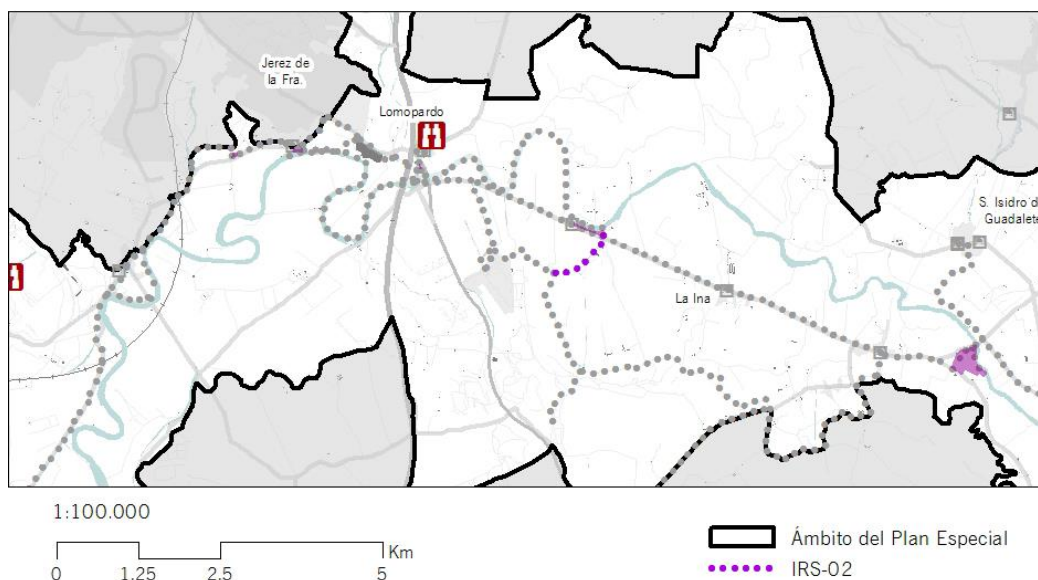 Jerez de
la Fra.
Lomopardo
S. Isidro d
Guadalete
La Ina
1:100.000
Km
0 1.25 2.5 5
Ámbito del Plan Especial
IRS-02